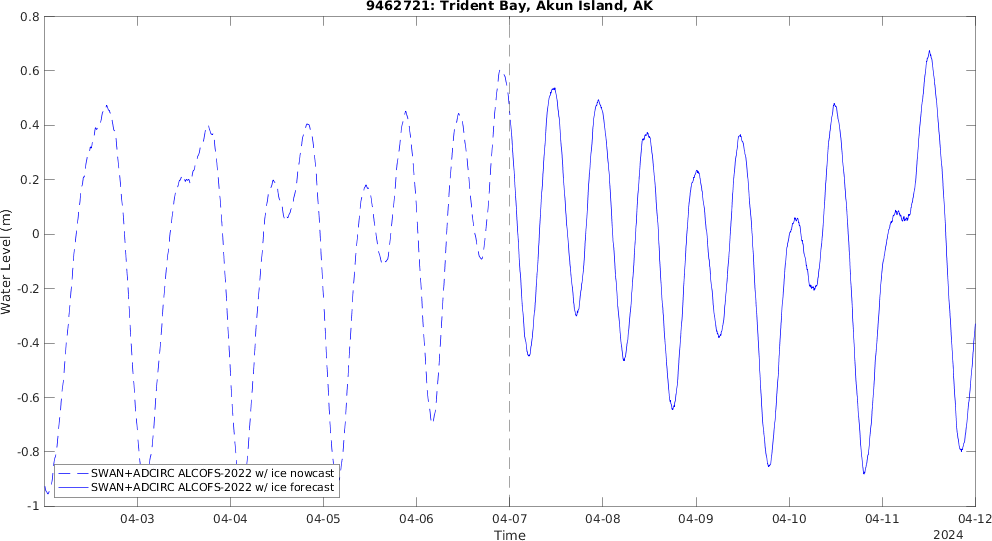 9462721: Trident Bay, Akun Island, AK
Water Level (m)
0.8
0.6
0.4
0.2
0
-0.2
-0.4
-0.6
-0.8
-1
SWAN+ADCIRC ALCOFS-2022 w/ ice nowcast
SWAN+ADCIRC ALCOFS-2022 w/ ice forecast
04-03 04-04 04-05 04-06 04-07 04-08 04-09 04-10 04-11 04-12
Time
2024